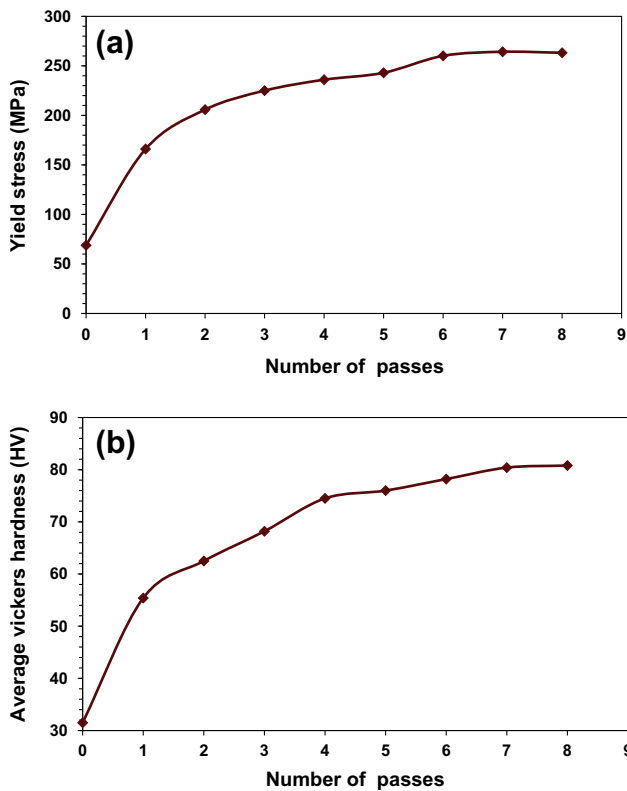 (a)
Yield stress (MPa)
300
250
200
150
100
50
0
0 1 2 3 4 5 6 7 8 9
Number of passes
(b)
Average vickers hardness (HV)
90
80
70
60
50
40
30
0 1 2 3 4 5 6 7 8 9
Number of passes